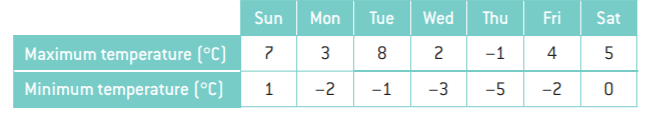 Sun Mon Tue Wed Thu Fri Sat
Maximum temperature (°C) 7 3 8 2 −1 4 5
Minimum temperature (°C) 1 −2 −1 −3 −5 −2 0